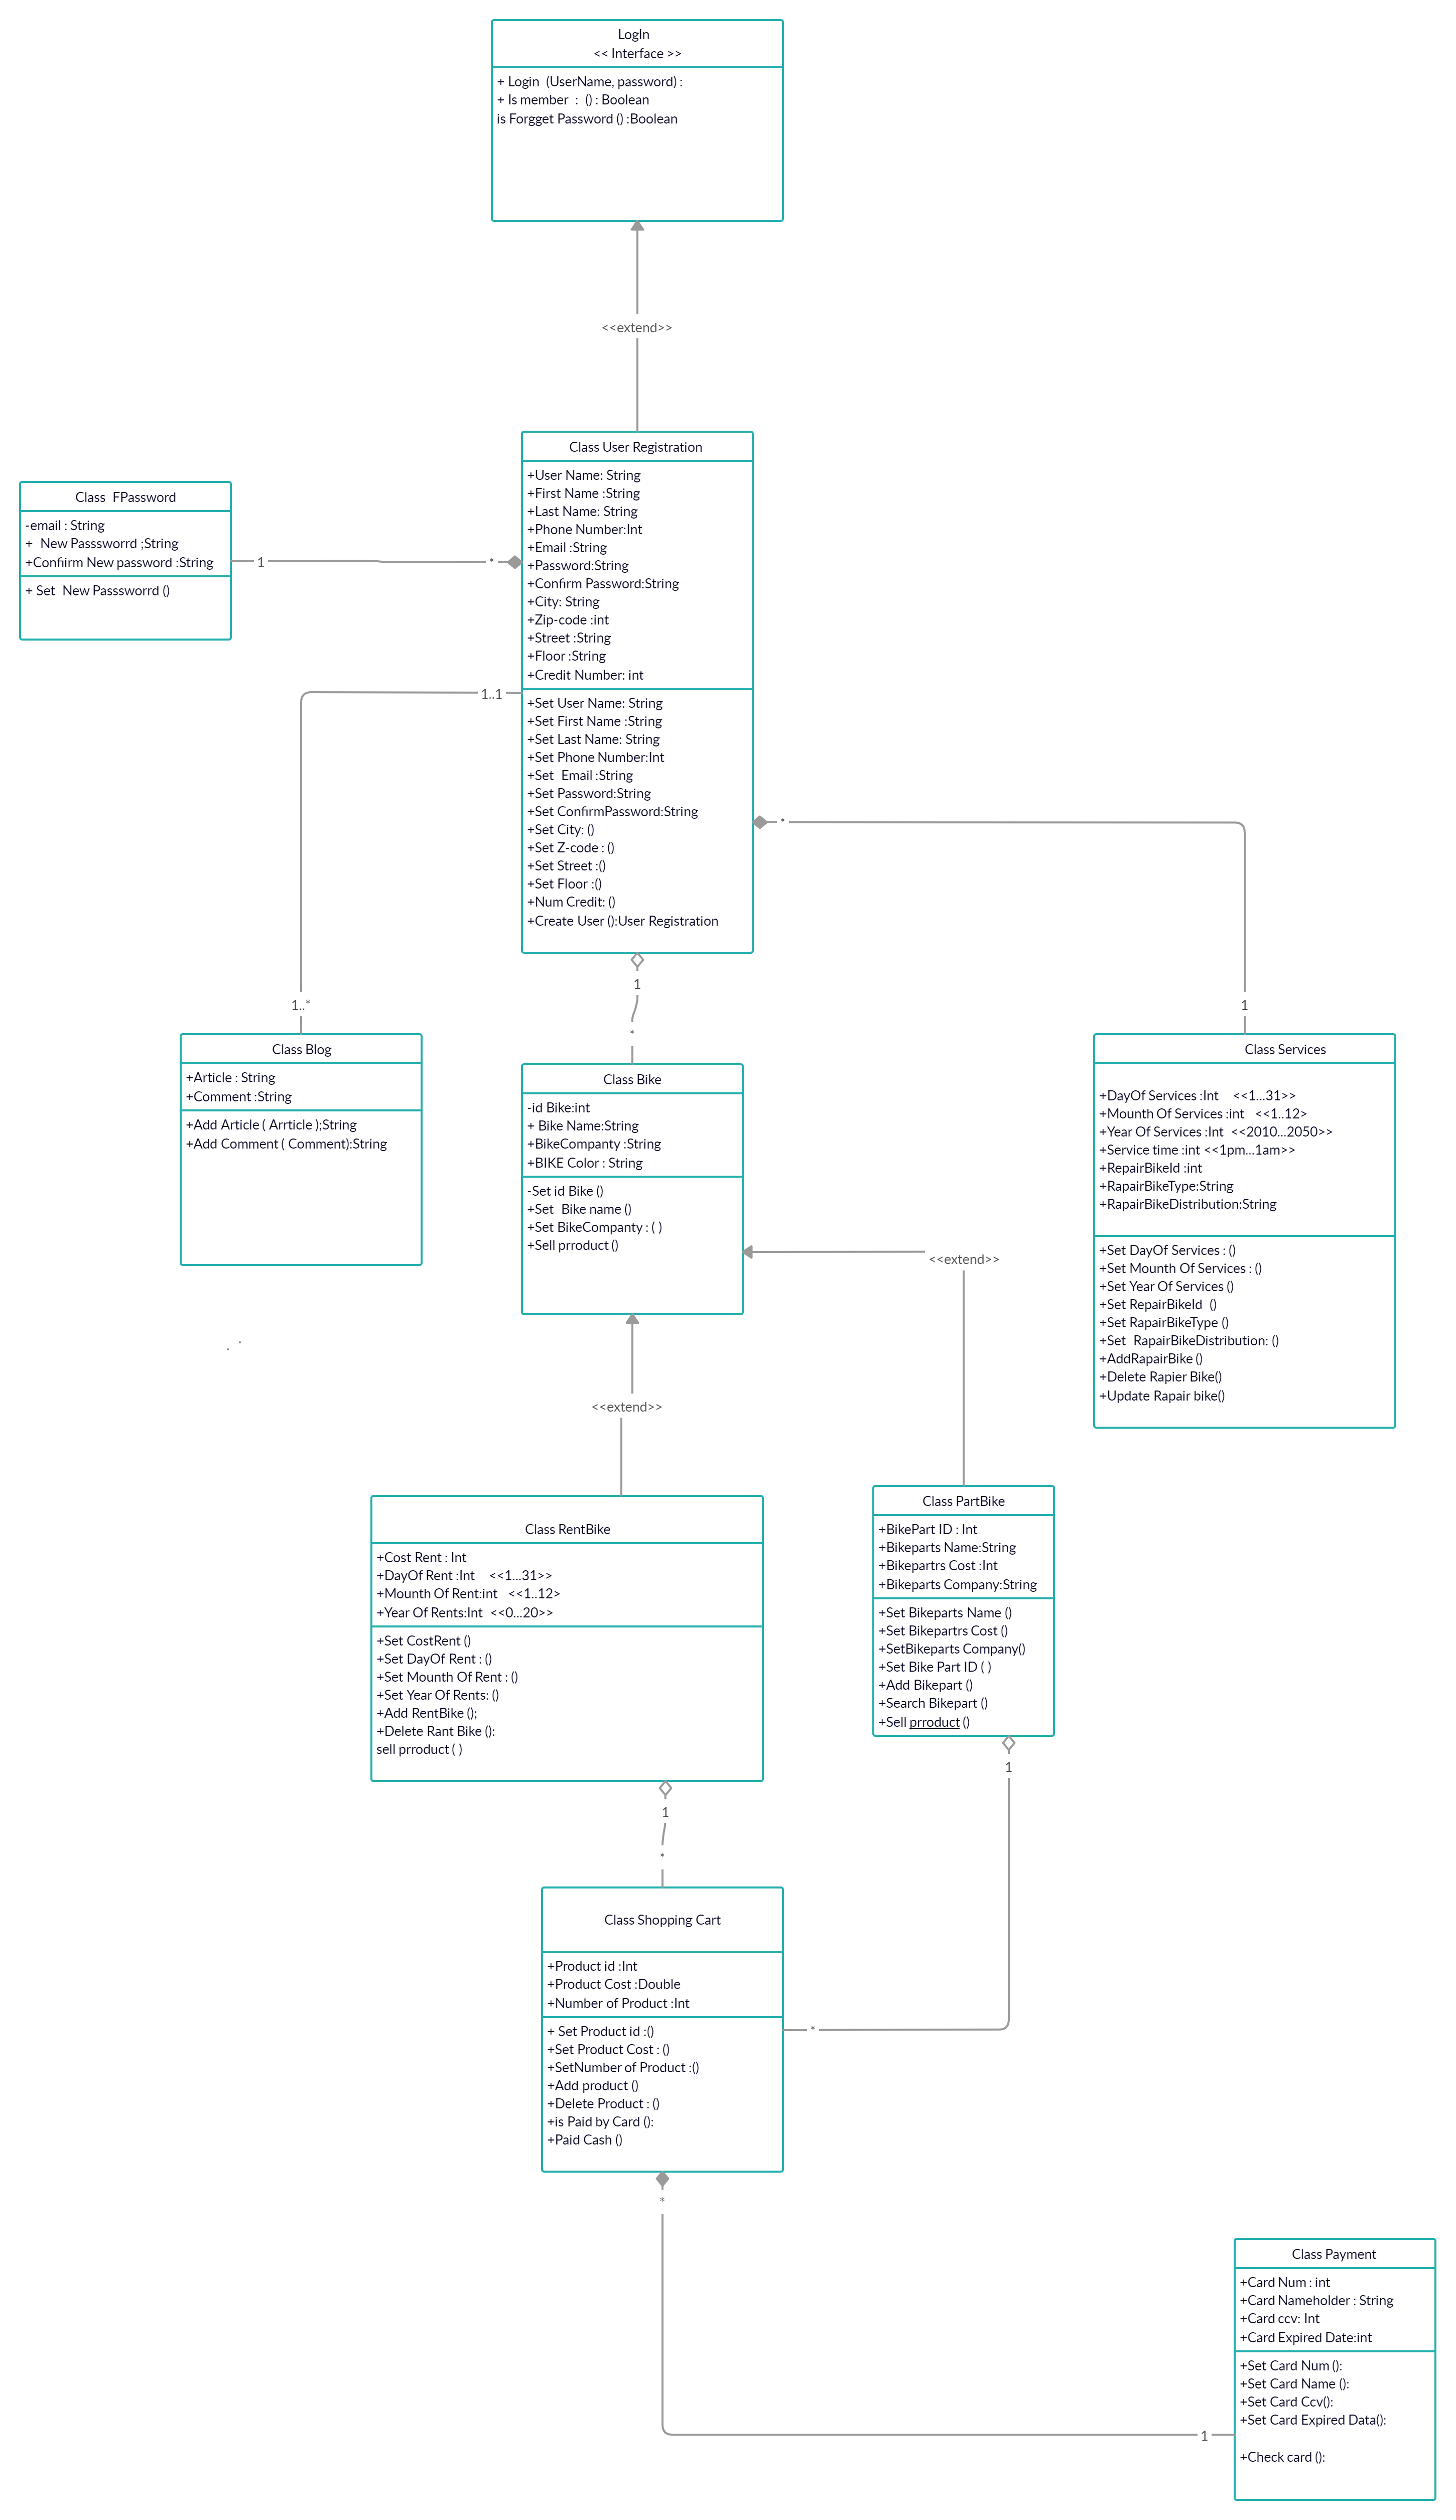 LogIn
<< Interface >>
+ Login  (UserName, password) :
+ Is member  :  () : Boolean
is Forgget Password () :Boolean
<<extend>>
Class User Registration
+User Name: String
+First Name :String
+Last Name: String
+Phone Number:Int
+Email :String
+Password:String
+Confirm Password:String
+City: String
+Zip-code :int
+Street :String
+Floor :String
+Credit Number: int
+Set User Name: String
+Set First Name :String
+Set Last Name: String
+Set Phone Number:Int
+Set  Email :String
+Set Password:String
+Set ConfirmPassword:String
+Set City: ()
+Set Z-code : ()
+Set Street :()
+Set Floor :()
+Num Credit: ()
+Create User ():User Registration
Class  FPassword
-email : String
+  New Passsworrd ;String
+Confiirm New password :String
+ Set  New Passsworrd ()
1
*
1..1
1..*
*
1
1
*
Class Blog
+Article : String
+Comment :String
+Add Article ( Arrticle );String
+Add Comment ( Comment):String
Class Bike
-id Bike:int
+ Bike Name:String
+BikeCompanty :String
+BIKE Color : String
-Set id Bike ()
+Set  Bike name ()
+Set BikeCompanty : ( )
+Sell prroduct ()
Class Services
+DayOf Services :Int    <<1...31>>
+Mounth Of Services :int   <<1..12>
+Year Of Services :Int  <<2010...2050>>
+Service time :int <<1pm...1am>>
+RepairBikeId :int
+RapairBikeType:String
+RapairBikeDistribution:String
+Set DayOf Services : ()
+Set Mounth Of Services : ()
+Set Year Of Services ()
+Set RepairBikeId  ()
+Set RapairBikeType ()
+Set  RapairBikeDistribution: ()
+AddRapairBike ()
+Delete Rapier Bike()
+Update Rapair bike()
<<extend>>
<<extend>>
Class RentBike
+Cost Rent : Int
+DayOf Rent :Int    <<1...31>>
+Mounth Of Rent:int   <<1..12>
+Year Of Rents:Int  <<0...20>>
+Set CostRent ()
+Set DayOf Rent : ()
+Set Mounth Of Rent : ()
+Set Year Of Rents: ()
+Add RentBike ();
+Delete Rant Bike ():
sell prroduct ( )
Class PartBike
+BikePart ID : Int
+Bikeparts Name:String
+Bikepartrs Cost :Int
+Bikeparts Company:String
+Set Bikeparts Name ()
+Set Bikepartrs Cost ()
+SetBikeparts Company()
+Set Bike Part ID ( )
+Add Bikepart ()
+Search Bikepart ()
+Sell prroduct ()
1
*
1
*
Class Shopping Cart
+Product id :Int
+Product Cost :Double
+Number of Product :Int
+ Set Product id :()
+Set Product Cost : ()
+SetNumber of Product :()
+Add product ()
+Delete Product : ()
+is Paid by Card ():
+Paid Cash ()
*
1
Class Payment
+Card Num : int
+Card Nameholder : String
+Card ccv: Int
+Card Expired Date:int
+Set Card Num ():
+Set Card Name ():
+Set Card Ccv():
+Set Card Expired Data():
+Check card ():